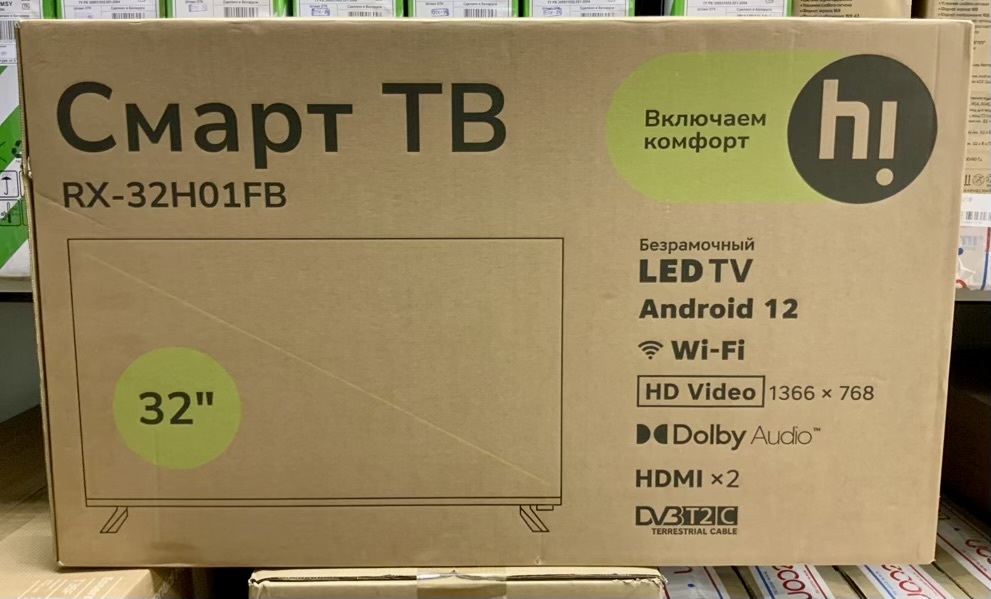 Смарт ТВ
RX-32H01FB
Включаем
комфорт
hi
Безрамочный
LED TV
Android 12
Wi-Fi
HD Video 1366 × 768
Dolby Audio™
HDMI ×2
DVB T2 C
TERRESTRIAL CABLE
32"